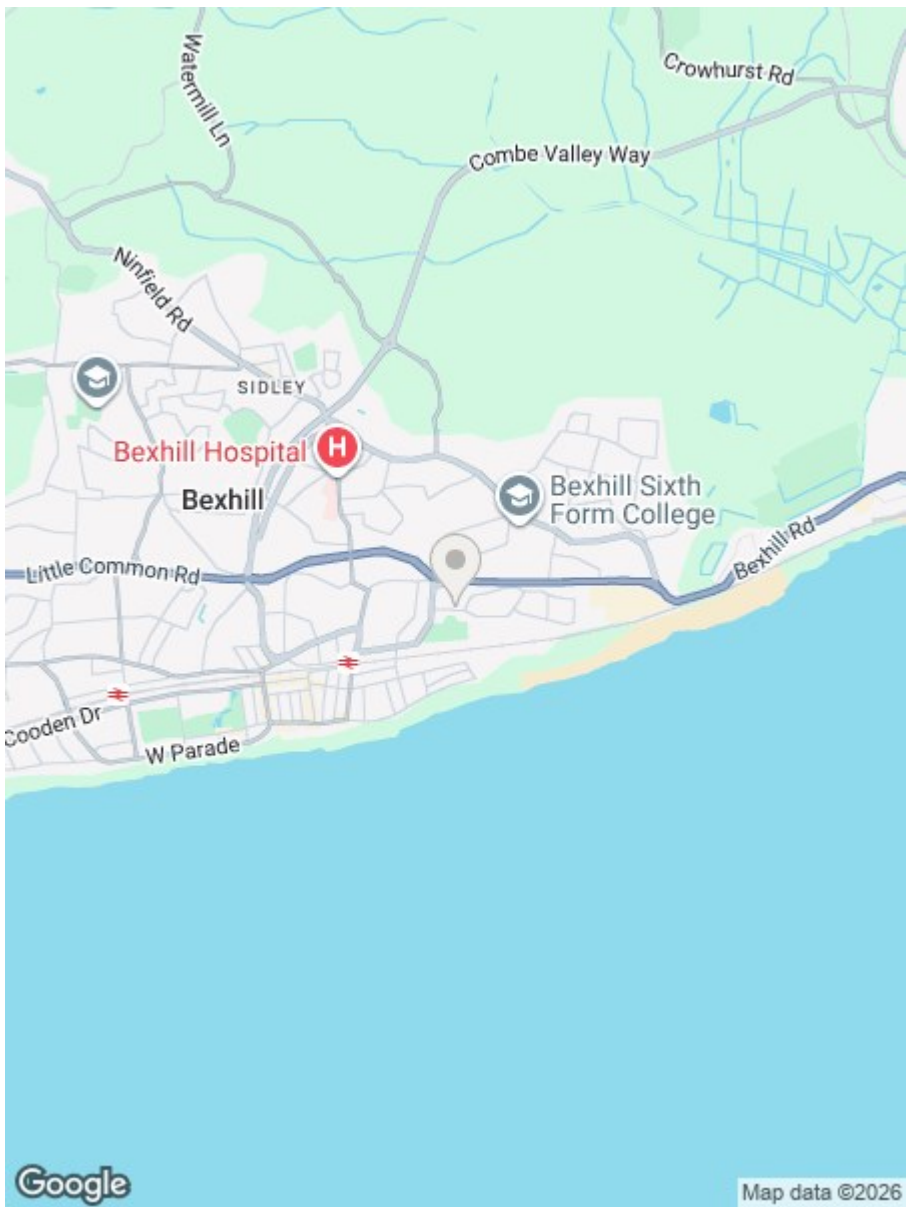 Watermill Ln
Crowhurst Rd
Combe Valley Way
Ninfield Rd
SIDLEY
Bexhill Hospital
H
Bexhill
Bexhill Sixth
Form College
Bexhill Rd
Little Common Rd
Cooden Dr
W Parade
Google
Map data ©2026